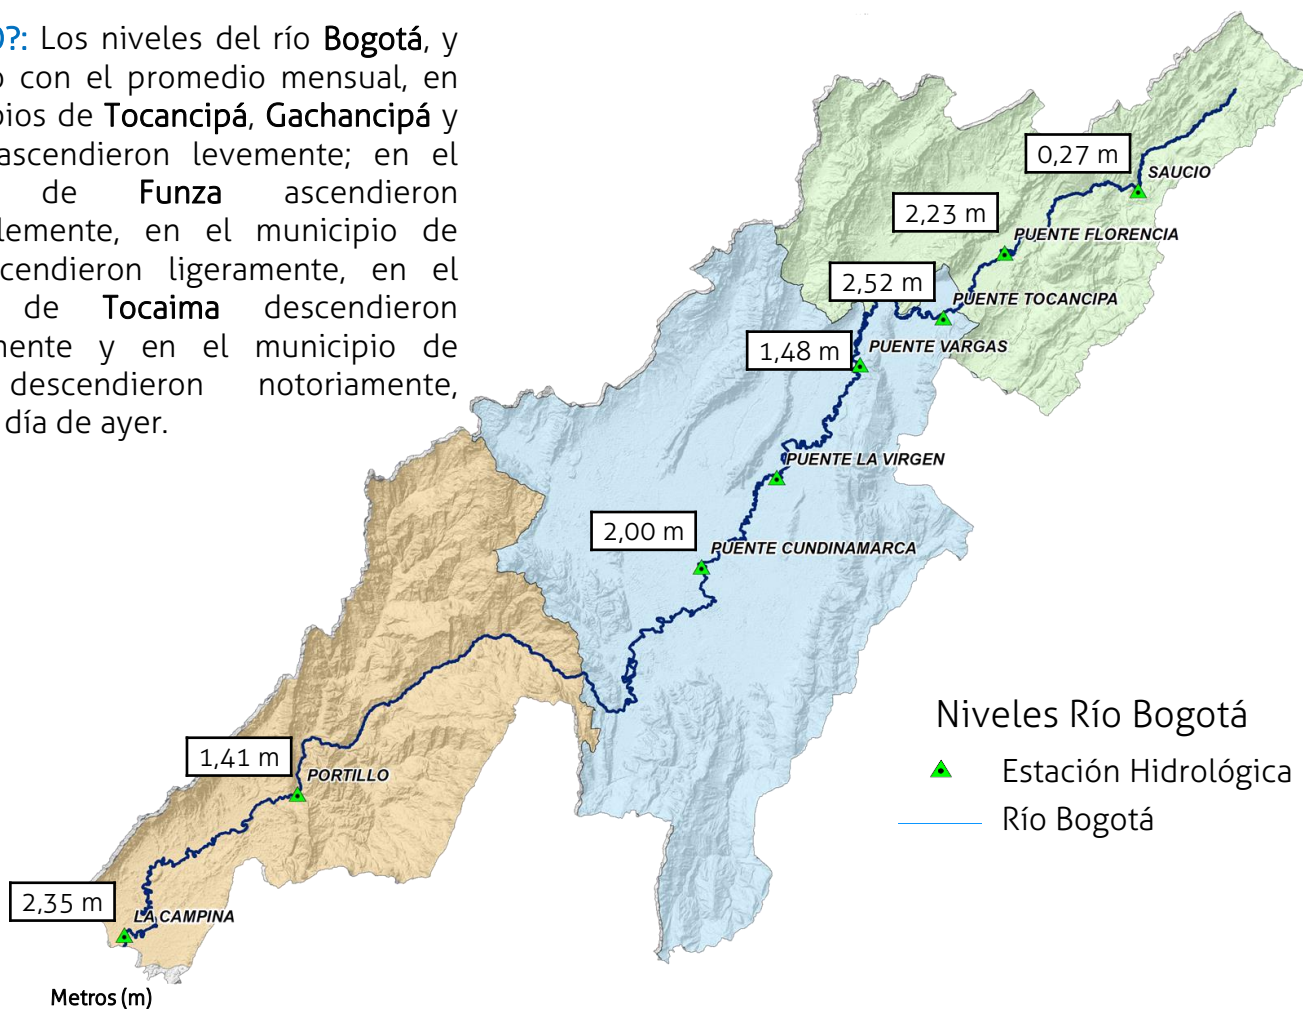 ?: Los niveles del río Bogotá, y
con el promedio mensual, en
de Tocancipá, Gachancipá y
ascendieron levemente; en el
de Funza ascendieron
en el municipio de
ligeramente, en el
de Tocaima descendieron
y en el municipio de
descendieron notoriamente,
día de ayer.
0,27 m
SAUCIO
2,23 m
PUENTE FLORENCIA
2,52 m
PUENTE TOCANCIPA
1,48 m
PUENTE VARGAS
PUENTE LA VIRGEN
2,00 m
PUENTE CUNDINAMARCA
1,41 m
PORTILLO
2,35 m
LA CAMPINA
Metros (m)
Niveles Río Bogotá
Estación Hidrológica
Río Bogotá